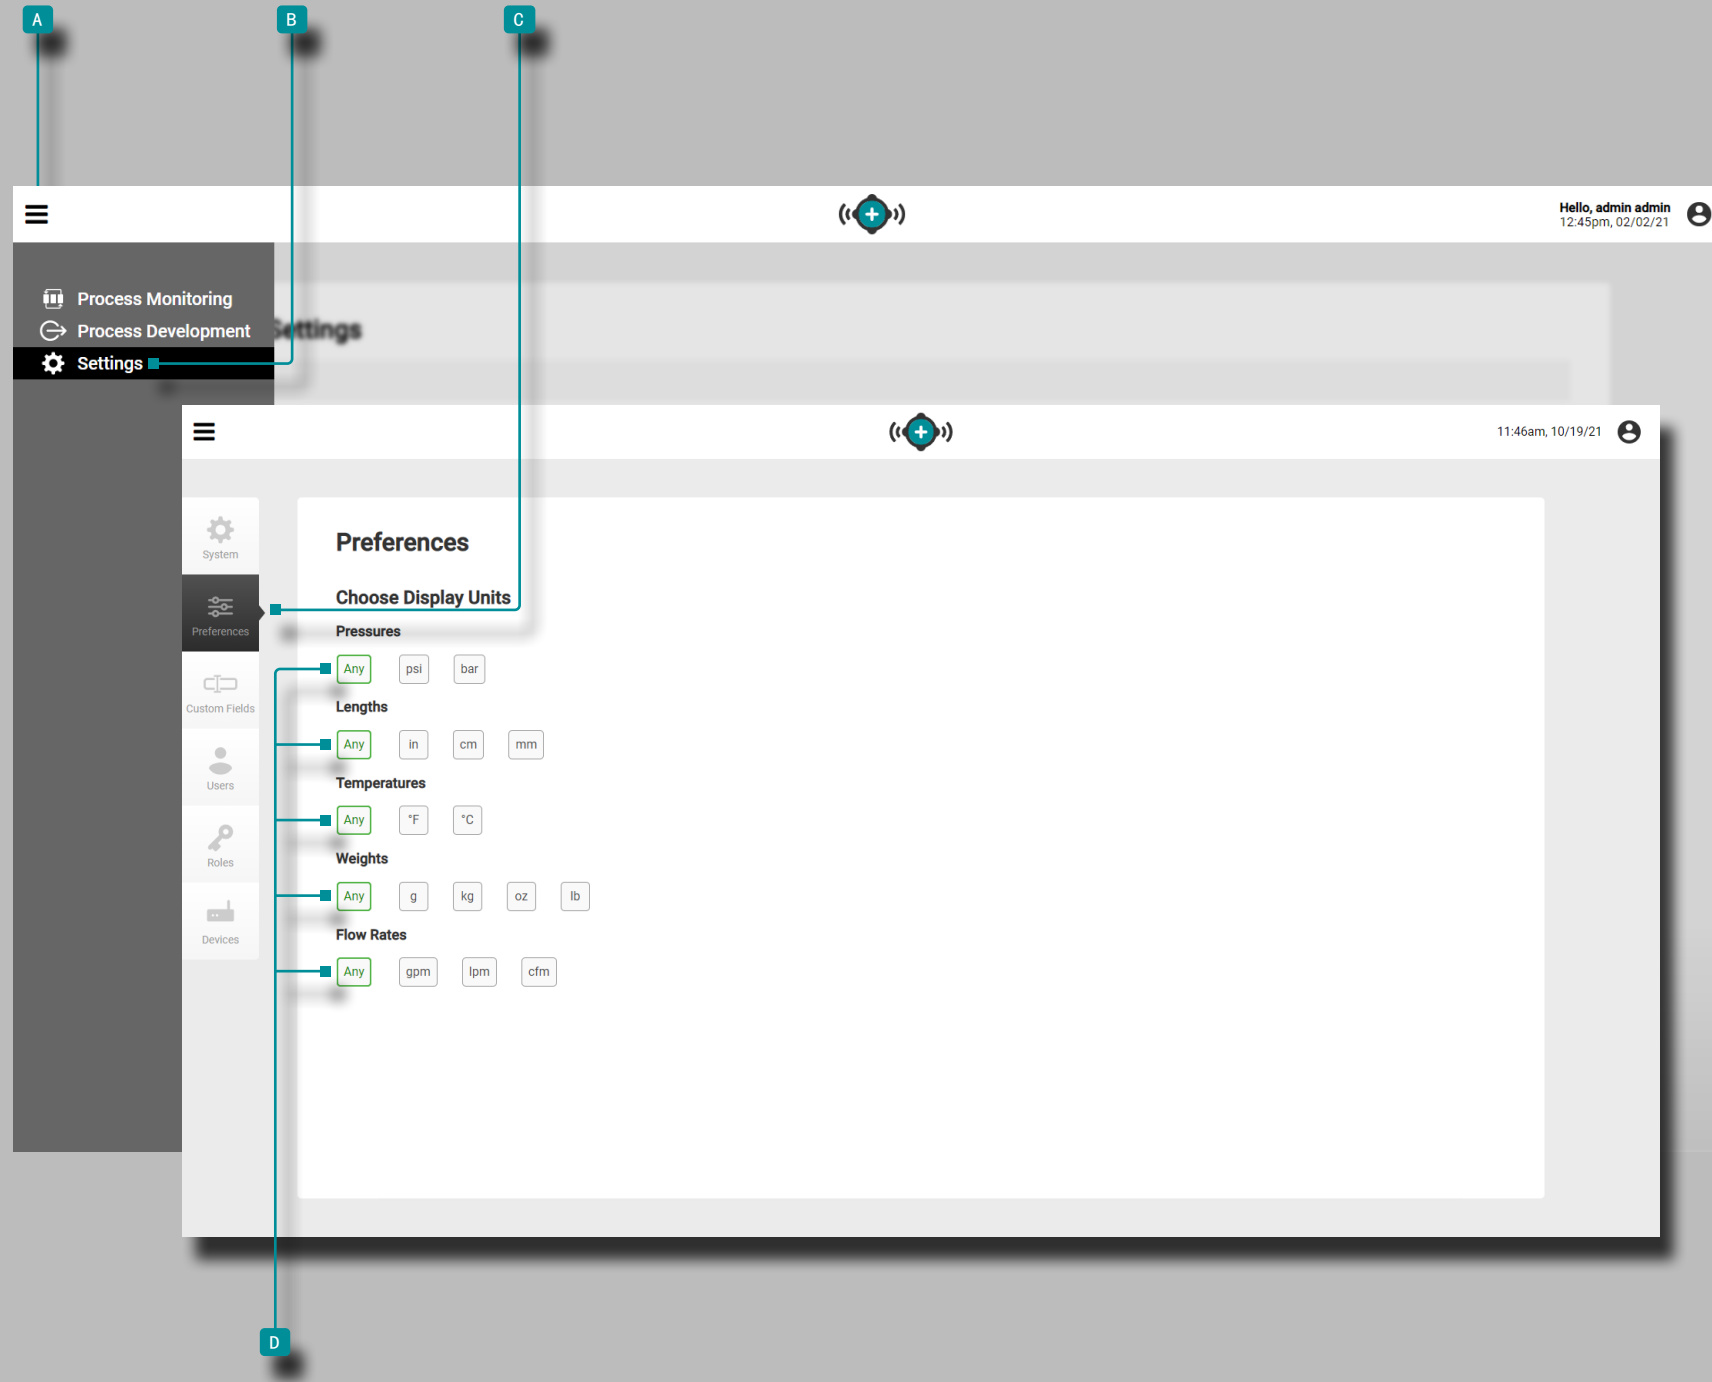 A
B
C
Hello, admin admin
12:45pm, 02/02/21
Process Monitoring
Process Development
Settings
Settings
11:46am, 10/19/21
System
Preferences
Custom Fields
Users
Roles
Devices
Preferences
Choose Display Units
Pressures
Any psi bar
Lengths
Any in cm mm
Temperatures
Any °F °C
Weights
Any g kg oz lb
Flow Rates
Any gpm lpm cfm
D